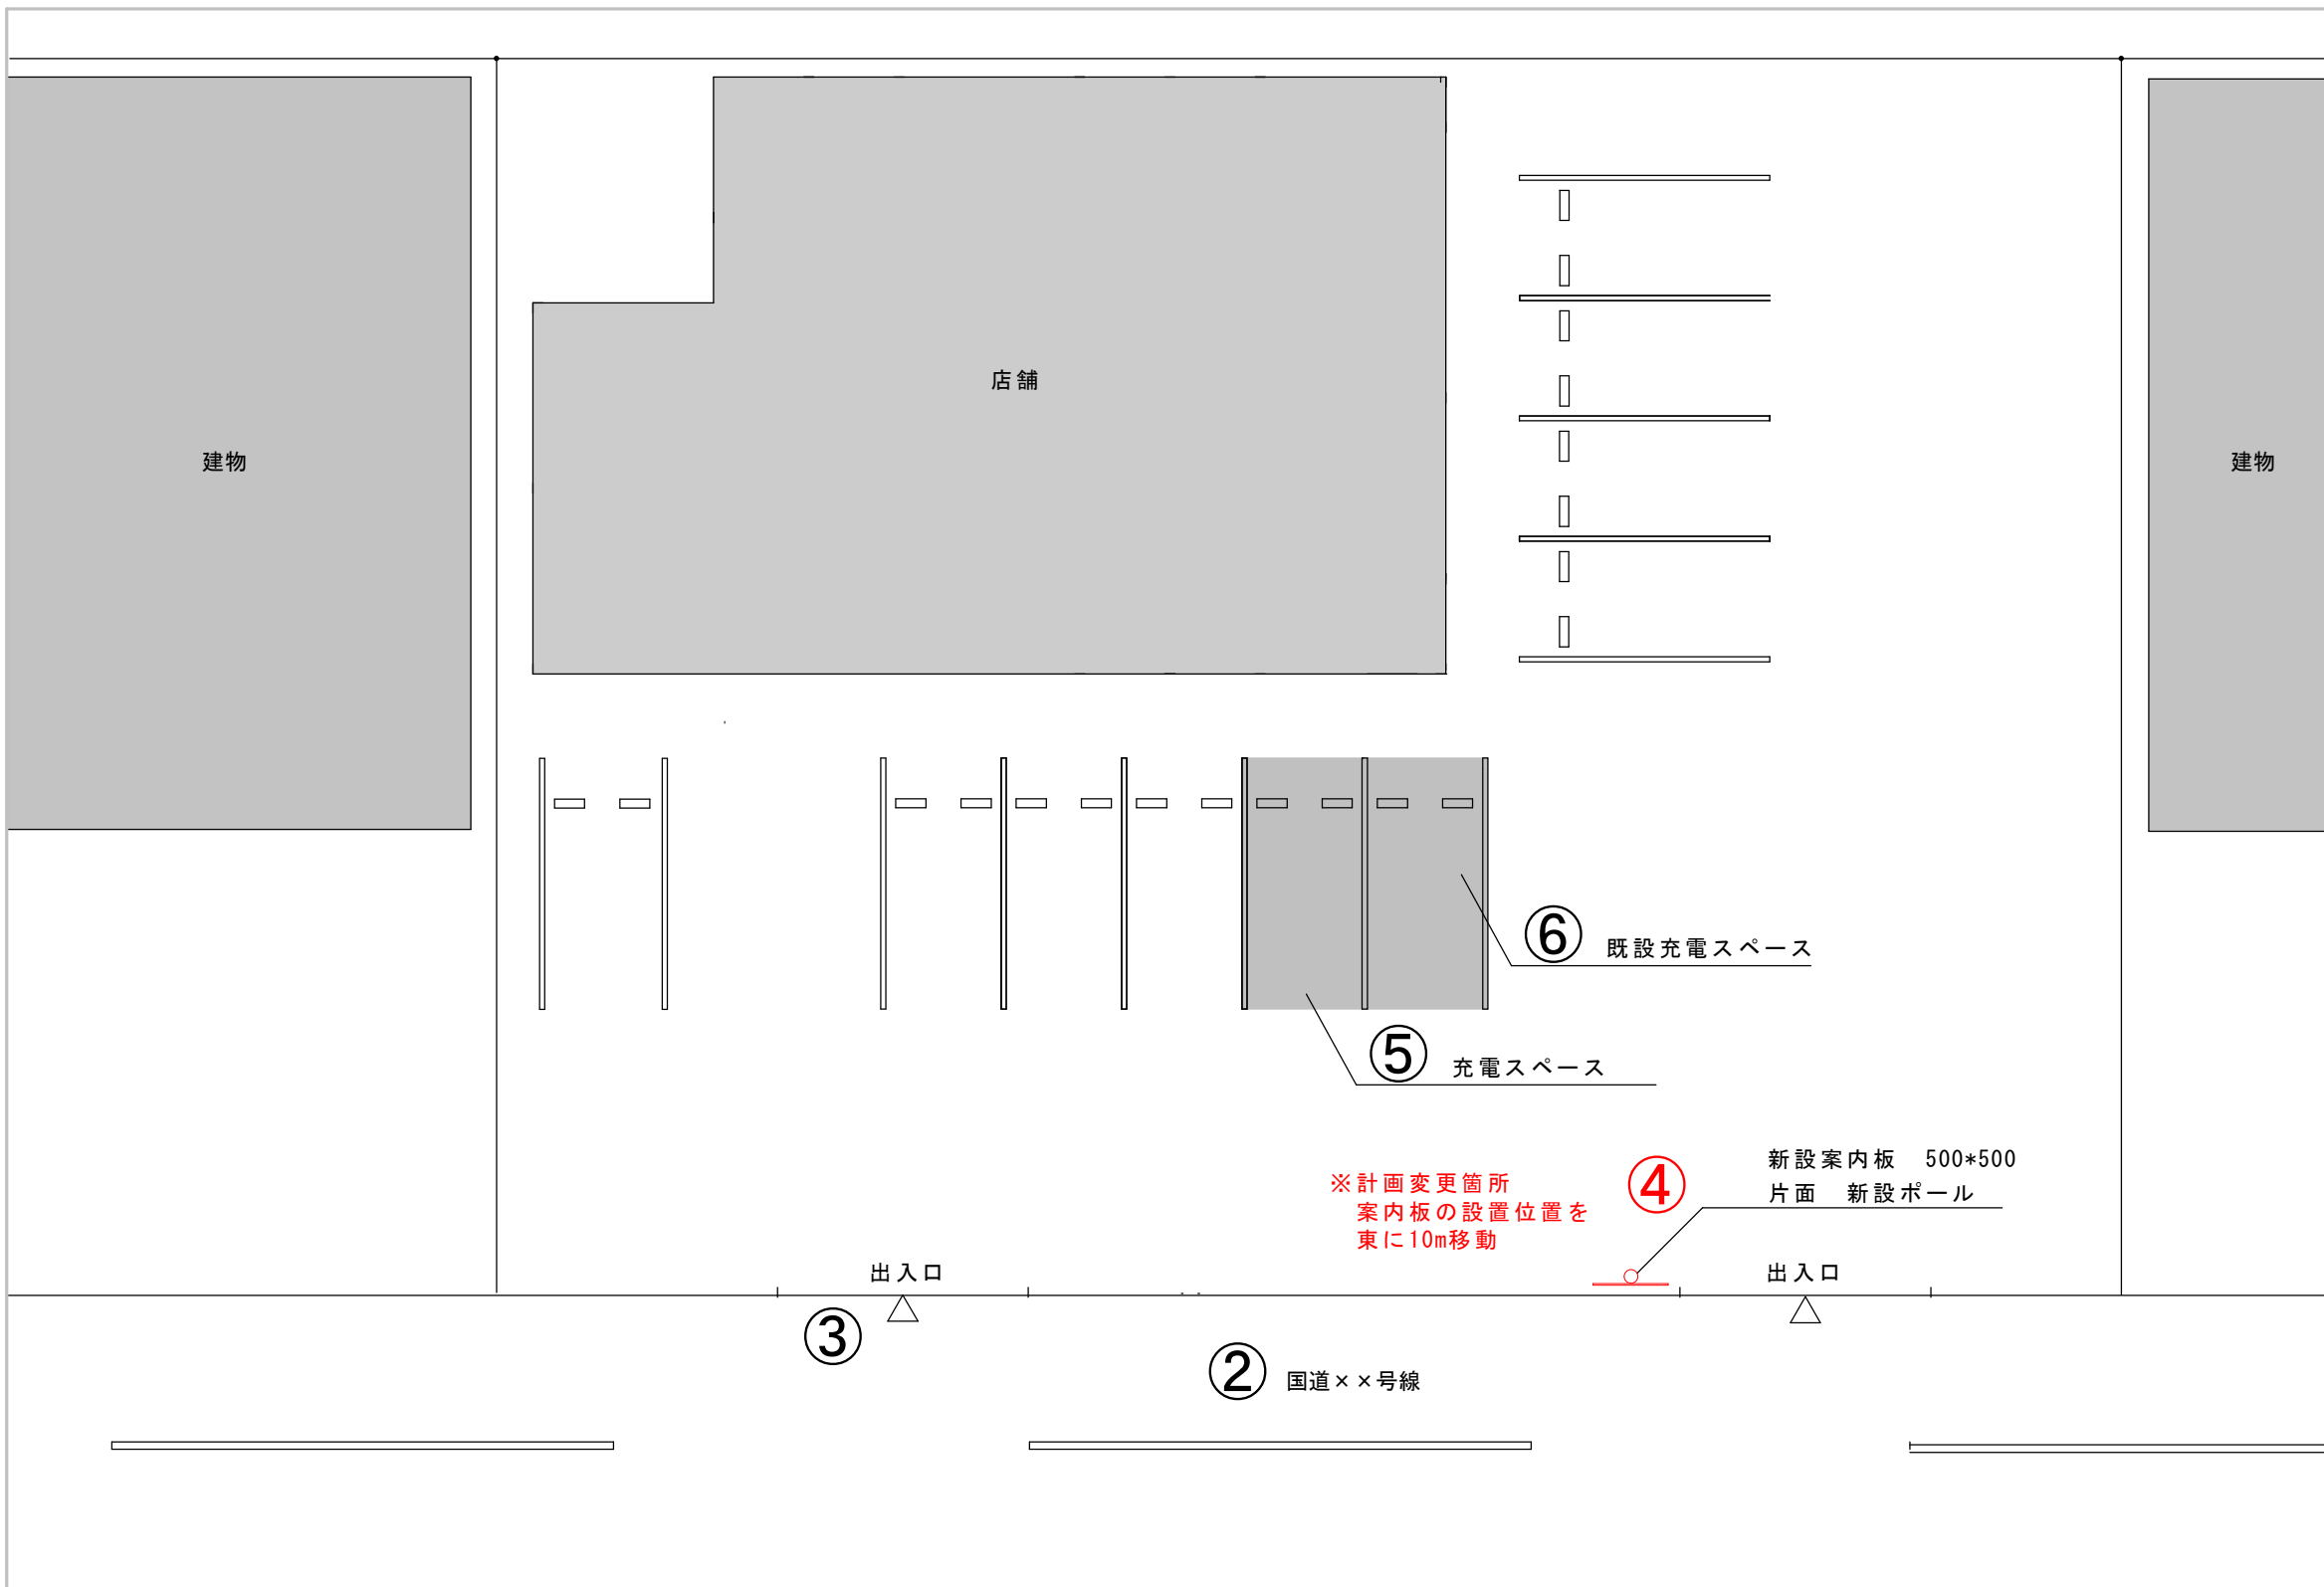 店舗
建物
建物
⑥ 既設充電スペース
⑤ 充電スペース
※計画変更箇所
案内板の設置位置を
東に10m移動
④
新設案内板 500*500
片面 新設ポール
出入口
出入口
③
② 国道××号線